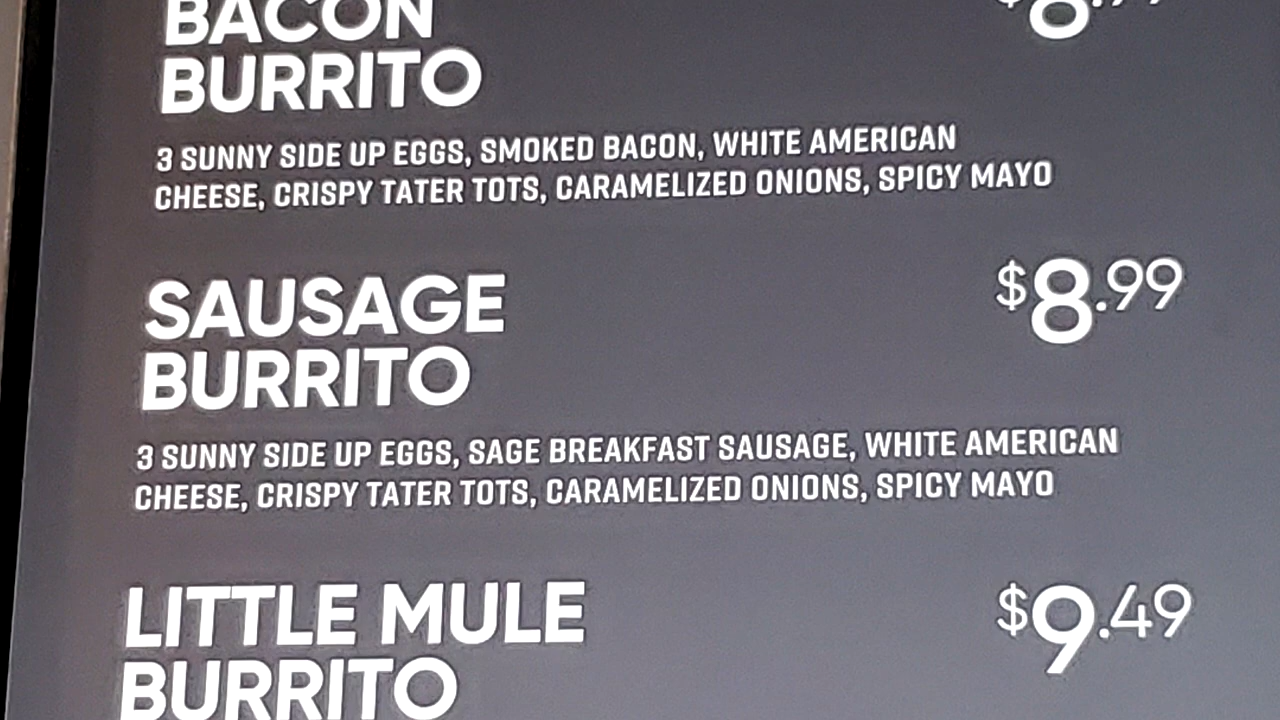 BACON
BURRITO
3 SUNNY SIDE UP EGGS, SMOKED BACON, WHITE AMERICAN
CHEESE, CRISPY TATER TOTS, CARAMELIZED ONIONS, SPICY MAYO
SAUSAGE
BURRITO
$8.99
3 SUNNY SIDE UP EGGS, SAGE BREAKFAST SAUSAGE, WHITE AMERICAN
CHEESE, CRISPY TATER TOTS, CARAMELIZED ONIONS, SPICY MAYO
LITTLE MULE
BURRITO
$9.49